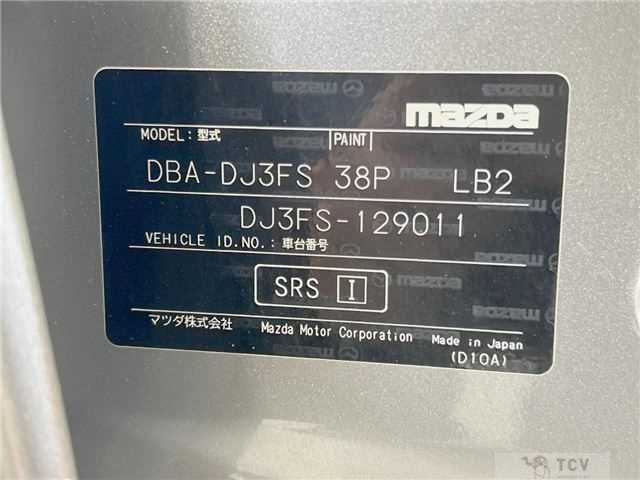 mazda
MODEL: 型式 PAINT
DBA-DJ3FS 38P LB2
DJ3FS-129011
VEHICLE ID.NO.: 車台番号
SRS I
マツダ株式会社 Mazda Motor Corporation Made in Japan
(D10A)
TCV